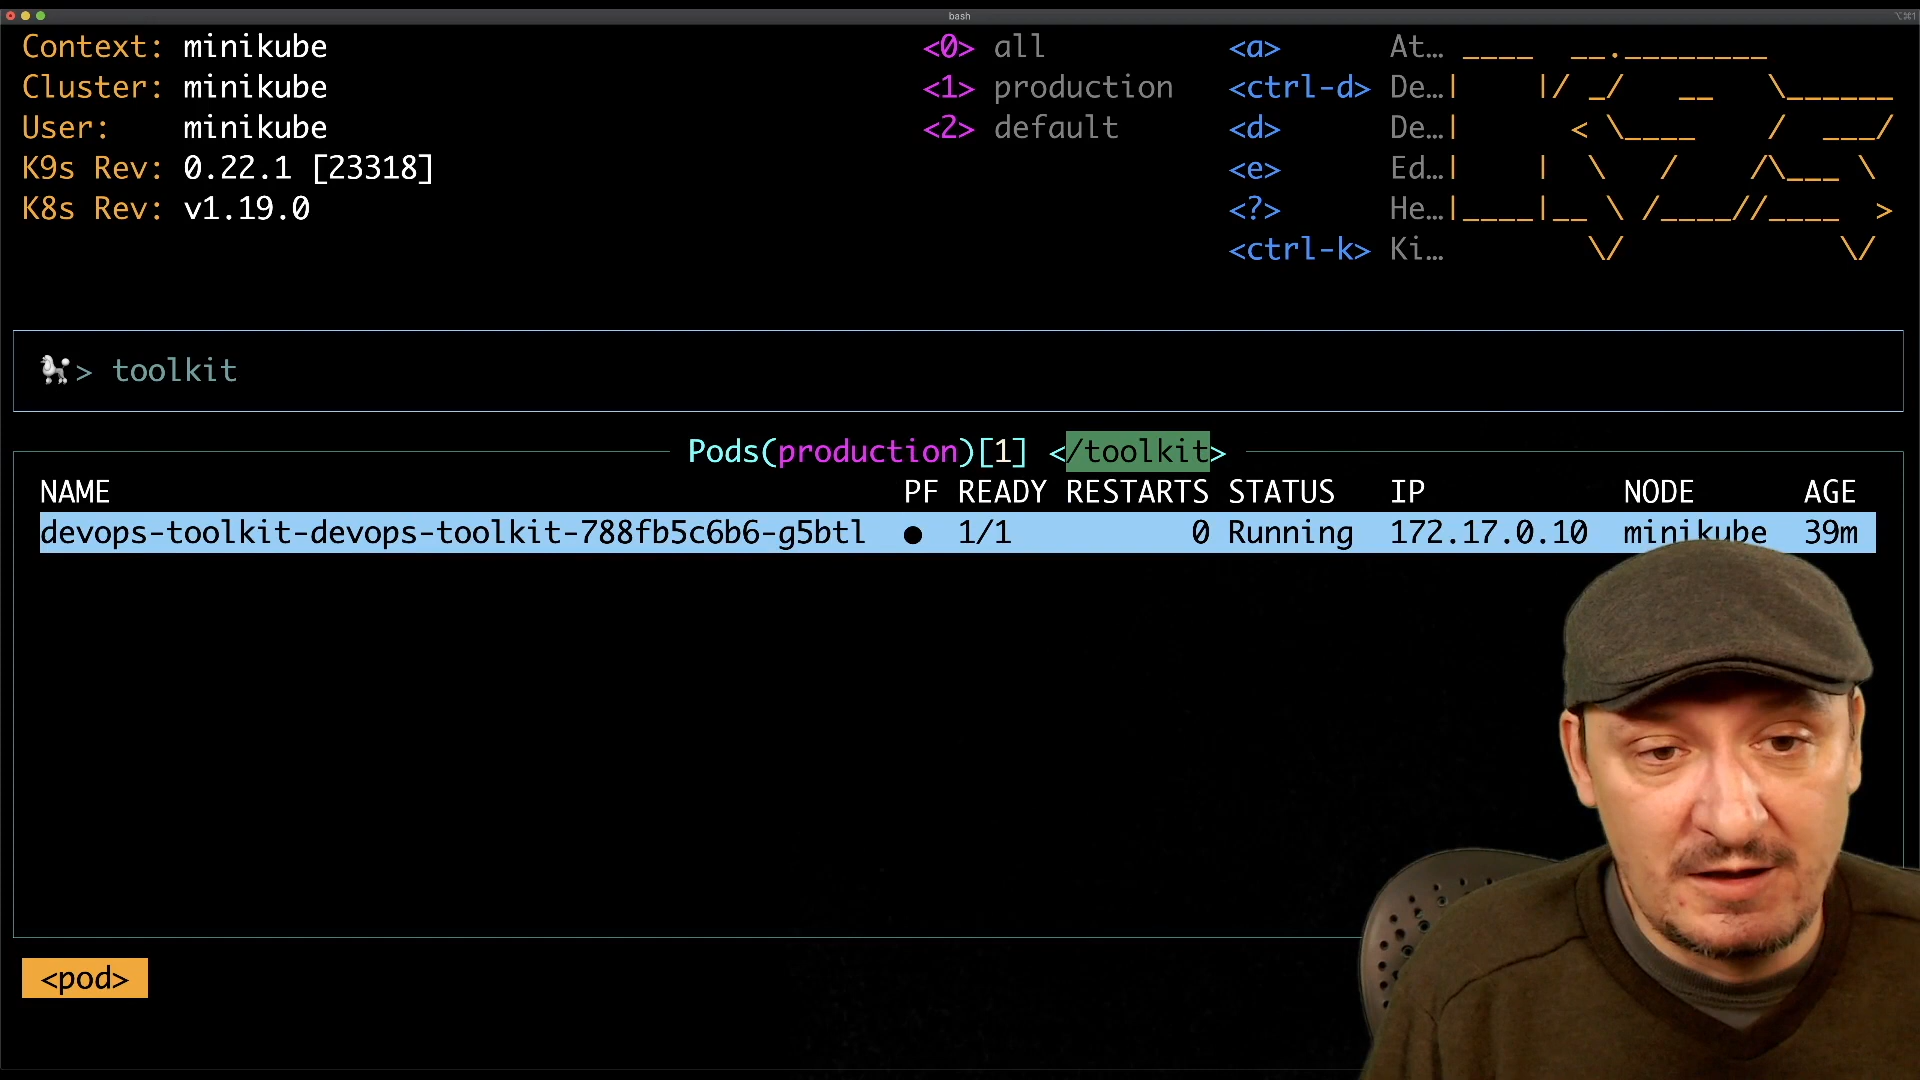 bash
⌥⌘1
Context: minikube
Cluster: minikube
User: minikube
K9s Rev: 0.22.1 [23318]
K8s Rev: v1.19.0
<0> all
<1> production
<2> default
<a> At…
<ctrl-d> De…
<d> De…
<e> Ed…
<?> He…
<ctrl-k> Ki…
> toolkit
Pods(production)[1] </toolkit>
NAME PF READY RESTARTS STATUS IP NODE AGE
devops-toolkit-devops-toolkit-788fb5c6b6-g5btl ● 1/1 0 Running 172.17.0.10 minikube 39m
<pod>